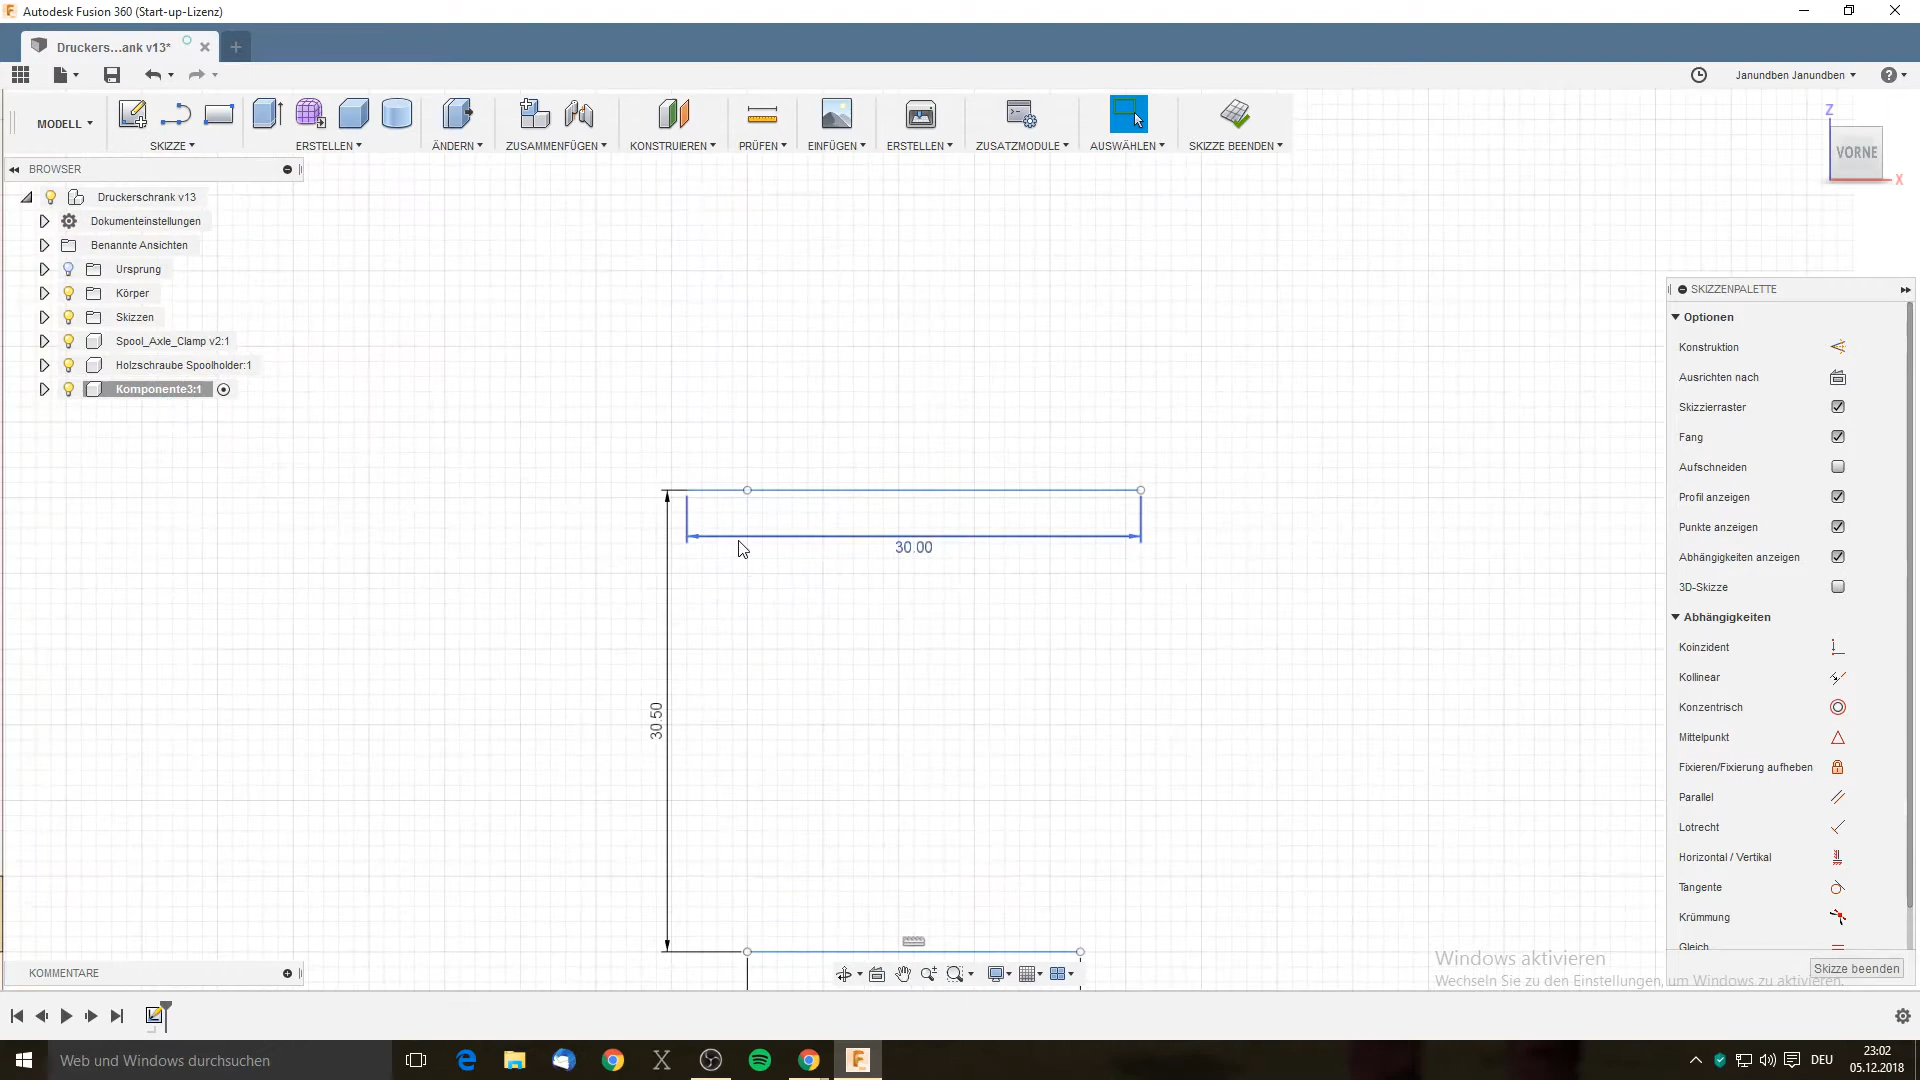 Autodesk Fusion 360 (Start-up-Lizenz)
Druckers...ank v13*
Janundben Janundben
MODELL
SKIZZE
ERSTELLEN
ÄNDERN
ZUSAMMENFÜGEN
KONSTRUIEREN
PRÜFEN
EINFÜGEN
ERSTELLEN
ZUSATZMODULE
AUSWÄHLEN
SKIZZE BEENDEN
Z
VORNE
X
BROWSER
Druckerschrank v13
Dokumenteinstellungen
Benannte Ansichten
Ursprung
Körper
Skizzen
Spool_Axle_Clamp v2:1
Holzschraube Spoolholder:1
Komponente3:1
30.00
30.50
SKIZZENPALETTE
Optionen
Konstruktion
Ausrichten nach
Skizzierraster
Fang
Aufschneiden
Profil anzeigen
Punkte anzeigen
Abhängigkeiten anzeigen
3D-Skizze
Abhängigkeiten
Koinzident
Kollinear
Konzentrisch
Mittelpunkt
Fixieren/Fixierung aufheben
Parallel
Lotrecht
Horizontal / Vertikal
Tangente
Krümmung
Gleich
Skizze beenden
Windows aktivieren
Wechseln Sie zu den Einstellungen, um Windows zu aktivieren.
KOMMENTARE
Web und Windows durchsuchen
DEU
23:02
05.12.2018